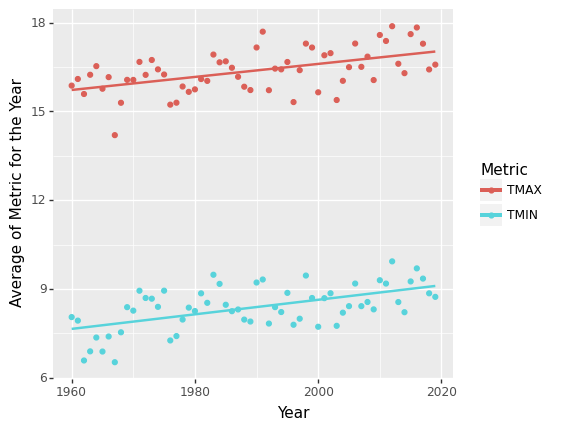 18
15
12
9
6
Average of Metric for the Year
1960
1980
2000
2020
Year
Metric
TMAX
TMIN